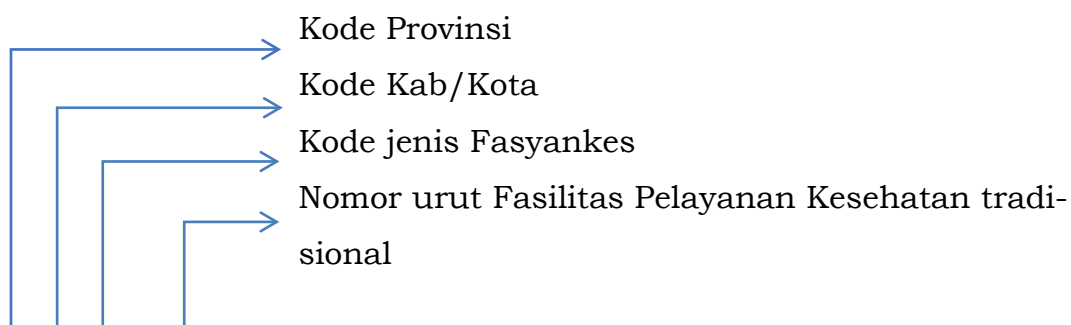 Kode Provinsi
Kode Kab/Kota
Kode jenis Fasyankes
Nomor urut Fasilitas Pelayanan Kesehatan tradi-
sional